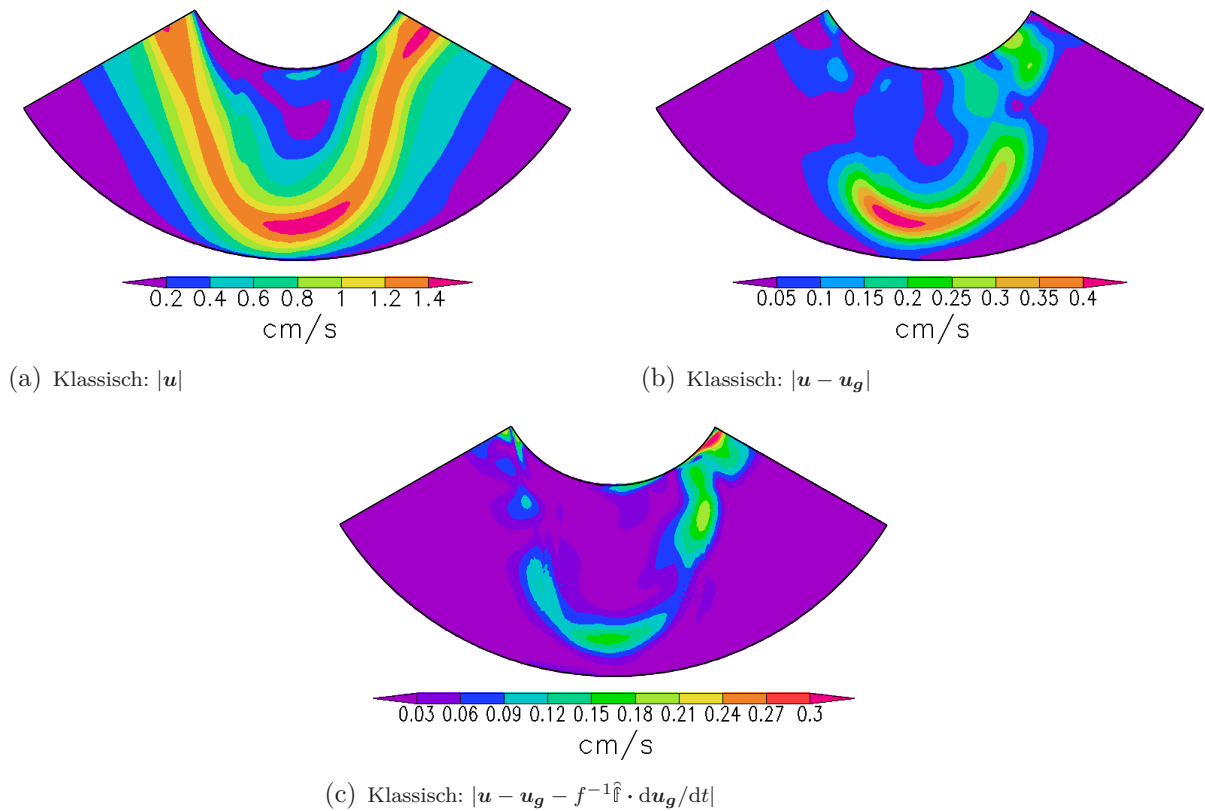 0.2 0.4 0.6 0.8 1 1.2 1.4
cm/s
(a) Klassisch: |u|
0.05 0.1 0.15 0.2 0.25 0.3 0.35 0.4
cm/s
(b) Klassisch: |u − u_g|
0.03 0.06 0.09 0.12 0.15 0.18 0.21 0.24 0.27 0.3
cm/s
(c) Klassisch: |u − u_g − f⁻¹𝕀̂ · du_g/dt|